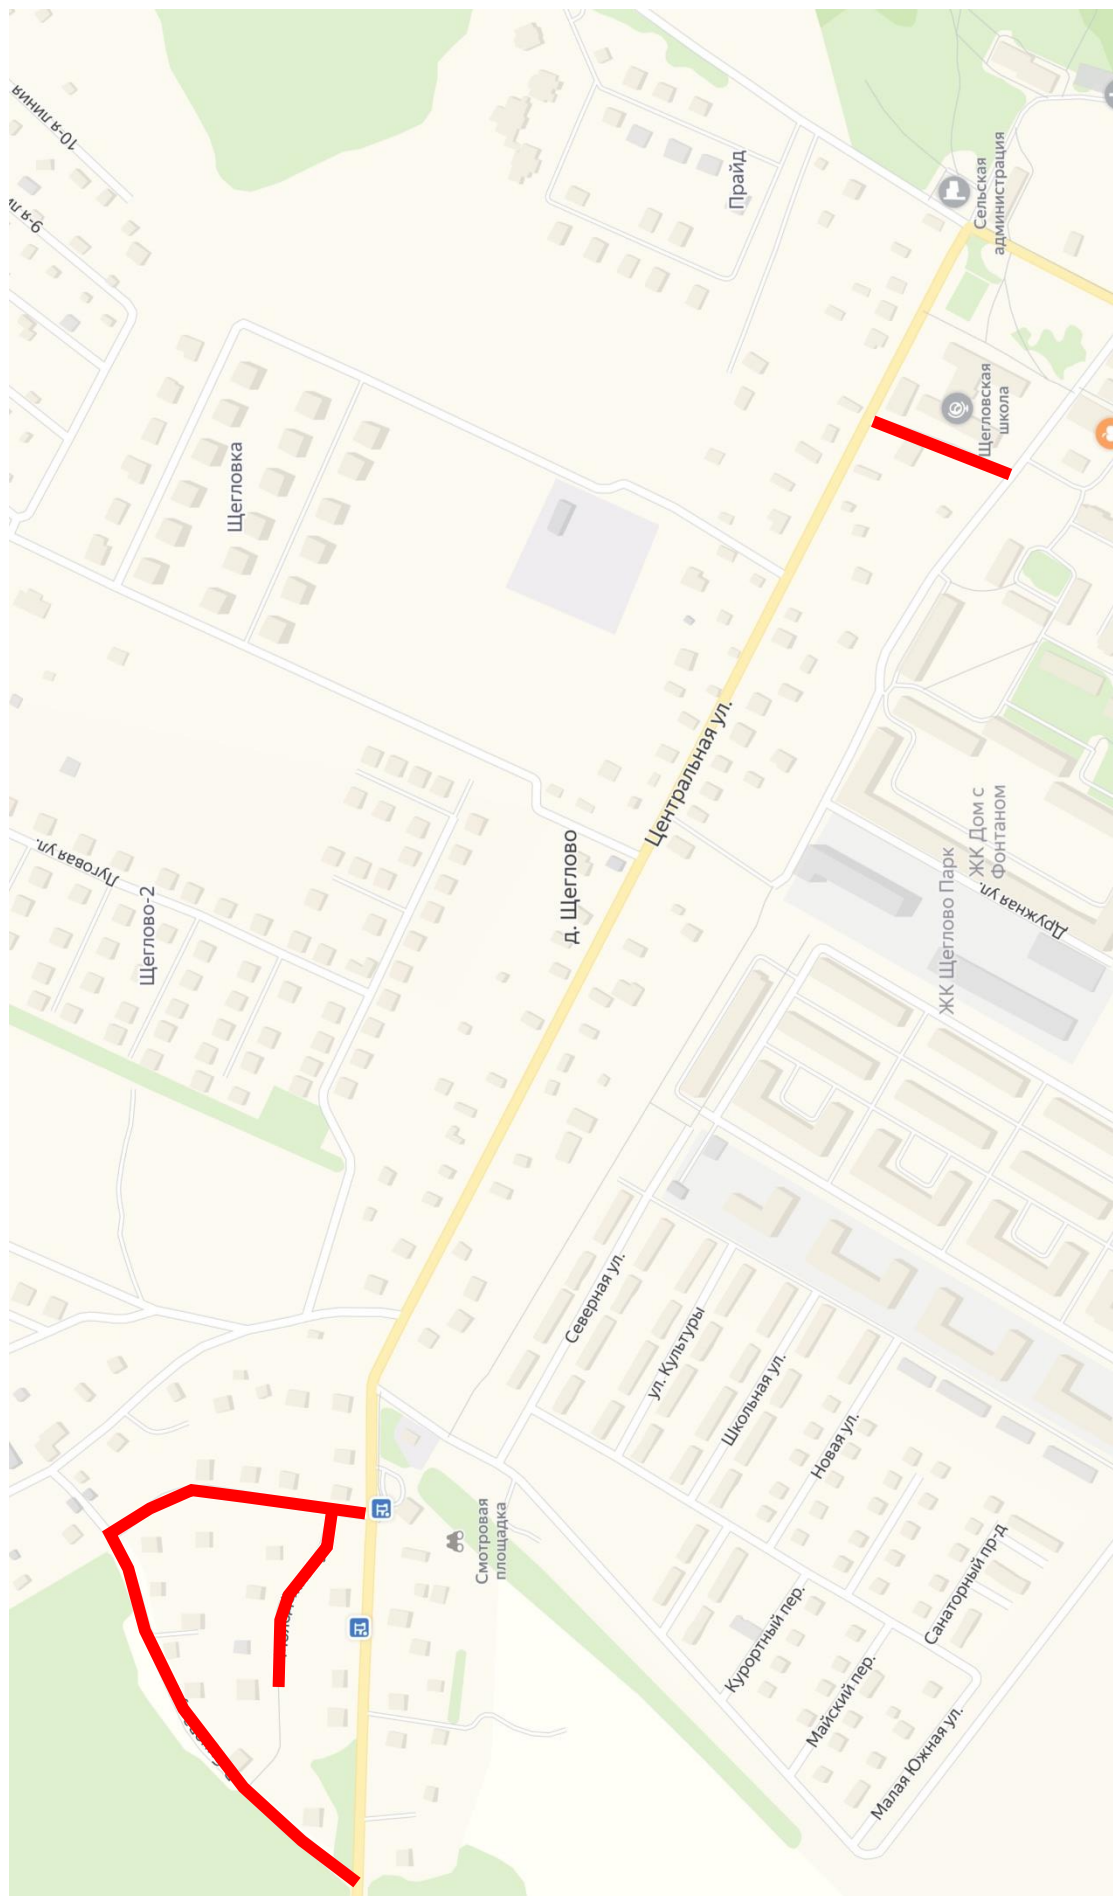 10-я линия
9-я ли
Прайд
Сельская
администрация
Щегловская
школа
Щегловка
Центральная ул.
д. Щеглово
Луговая ул.
Щеглово-2
ЖК Дом с
Фонтаном
ЖК Щеглово Парк
Дружная ул.
Северная ул.
ул. Культуры
Школьная ул.
Новая ул.
Смотровая
площадка
Санаторный пр-д
Курортный пер.
Майский пер.
Малая Южная ул.